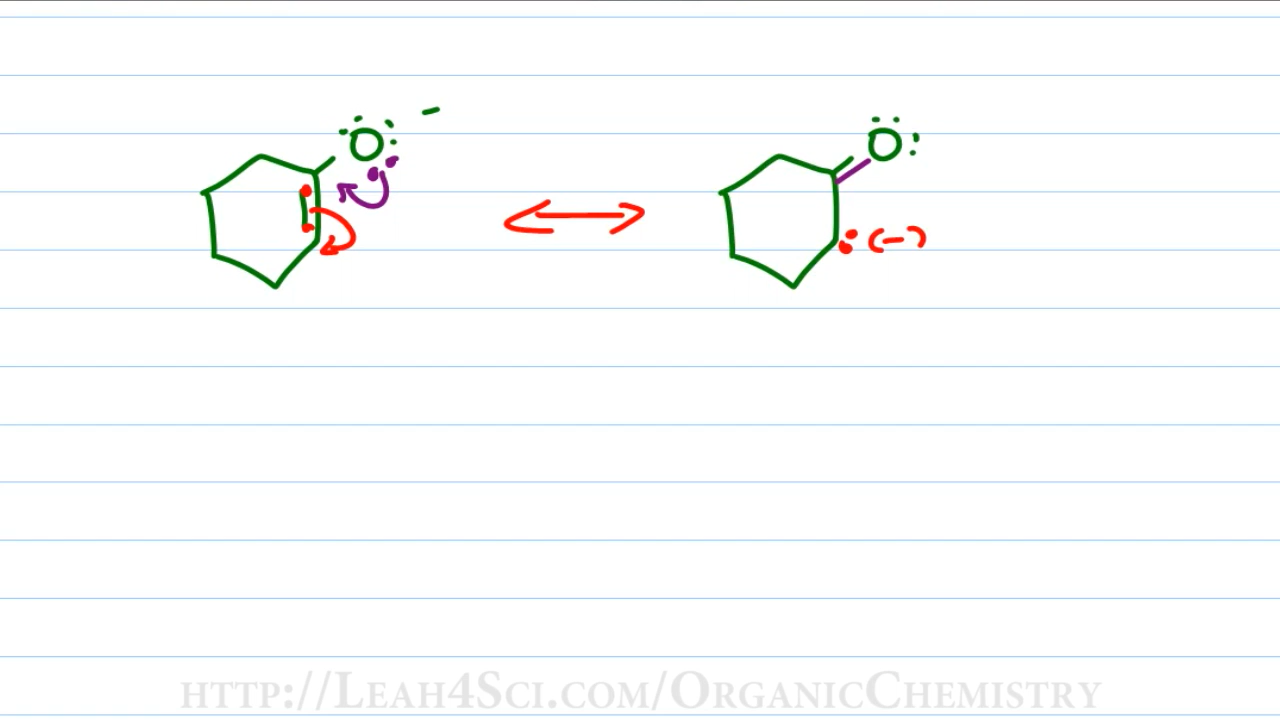 O −
O
(−)
HTTP://LEAH4SCI.COM/ORGANICCHEMISTRY